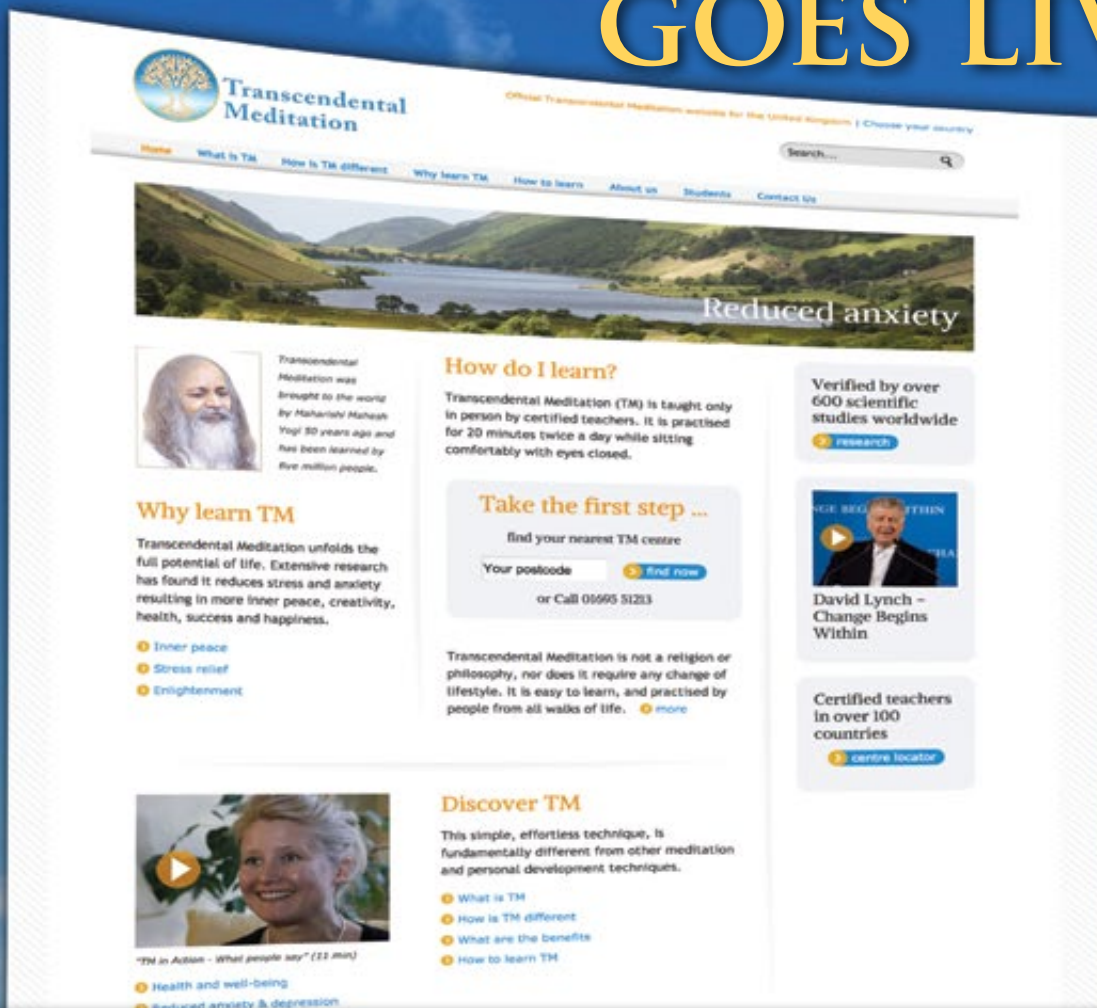 GOES LIV
Transcendental
Meditation
Official Transcendental Meditation website for the United Kingdom | Choose your country
Search...
Home What is TM How is TM different Why learn TM How to learn About us Students Contact Us
Reduced anxiety
Transcendental
Meditation was
brought to the world
by Maharishi Mahesh
Yogi 50 years ago and
has been learned by
five million people.
Why learn TM
Transcendental Meditation unfolds the
full potential of life. Extensive research
has found it reduces stress and anxiety
resulting in more inner peace, creativity,
health, success and happiness.
Inner peace
Stress relief
Enlightenment
How do I learn?
Transcendental Meditation (TM) is taught only
in person by certified teachers. It is practised
for 20 minutes twice a day while sitting
comfortably with eyes closed.
Take the first step ...
find your nearest TM centre
Your postcode find now
or Call 01695 51213
Transcendental Meditation is not a religion or
philosophy, nor does it require any change of
lifestyle. It is easy to learn, and practised by
people from all walks of life. more
Verified by over
600 scientific
studies worldwide
research
NGE BEG TTHIN
CHA
David Lynch –
Change Begins
Within
Certified teachers
in over 100
countries
centre locator
"TM in Action - What people say" (11 min)
Health and well-being
Reduced anxiety & depression
Discover TM
This simple, effortless technique, is
fundamentally different from other meditation
and personal development techniques.
What is TM
How is TM different
What are the benefits
How to learn TM